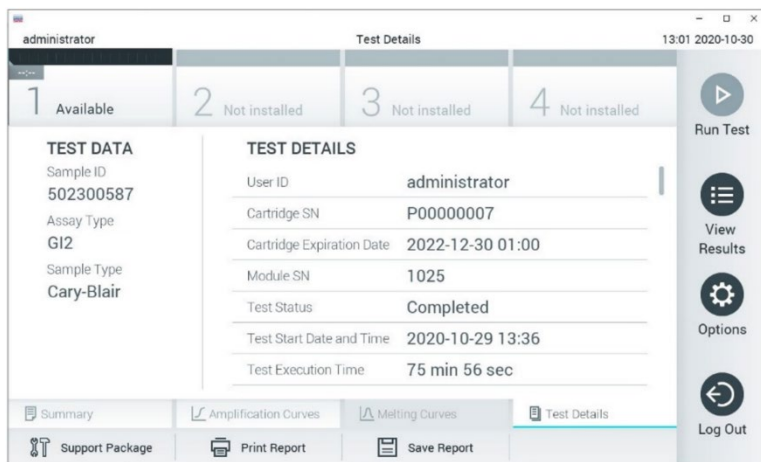 administrator Test Details 13:01 2020-10-30
--:--
1 Available 2 Not installed 3 Not installed 4 Not installed
Run Test
TEST DATA
Sample ID
502300587
Assay Type
GI2
Sample Type
Cary-Blair
TEST DETAILS
User ID administrator
Cartridge SN P00000007
Cartridge Expiration Date 2022-12-30 01:00
Module SN 1025
Test Status Completed
Test Start Date and Time 2020-10-29 13:36
Test Execution Time 75 min 56 sec
View
Results
Options
Log Out
Summary Amplification Curves Melting Curves Test Details
Support Package Print Report Save Report